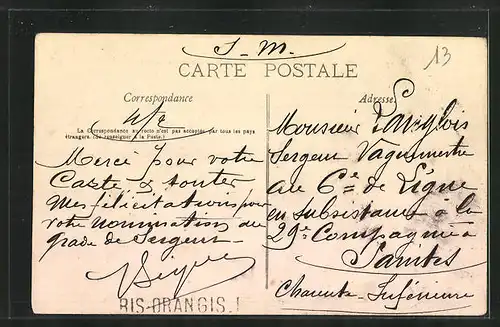 S. M.
13
CARTE POSTALE
Correspondance
La Correspondance au recto n'est pas acceptée par tous les pays
étrangers (Se renseigner à la Poste.)
Merci pour votre
Carte & toutes
mes félicitations pour
votre nomination au
grade de Sergent
RIS-ORANGIS
Adresse
Monsieur Langlois
Sergent Vaguemestre
au 6e de Ligne
en subsistance à la
29e Compagnie
Saintes
Charente-Inférieure